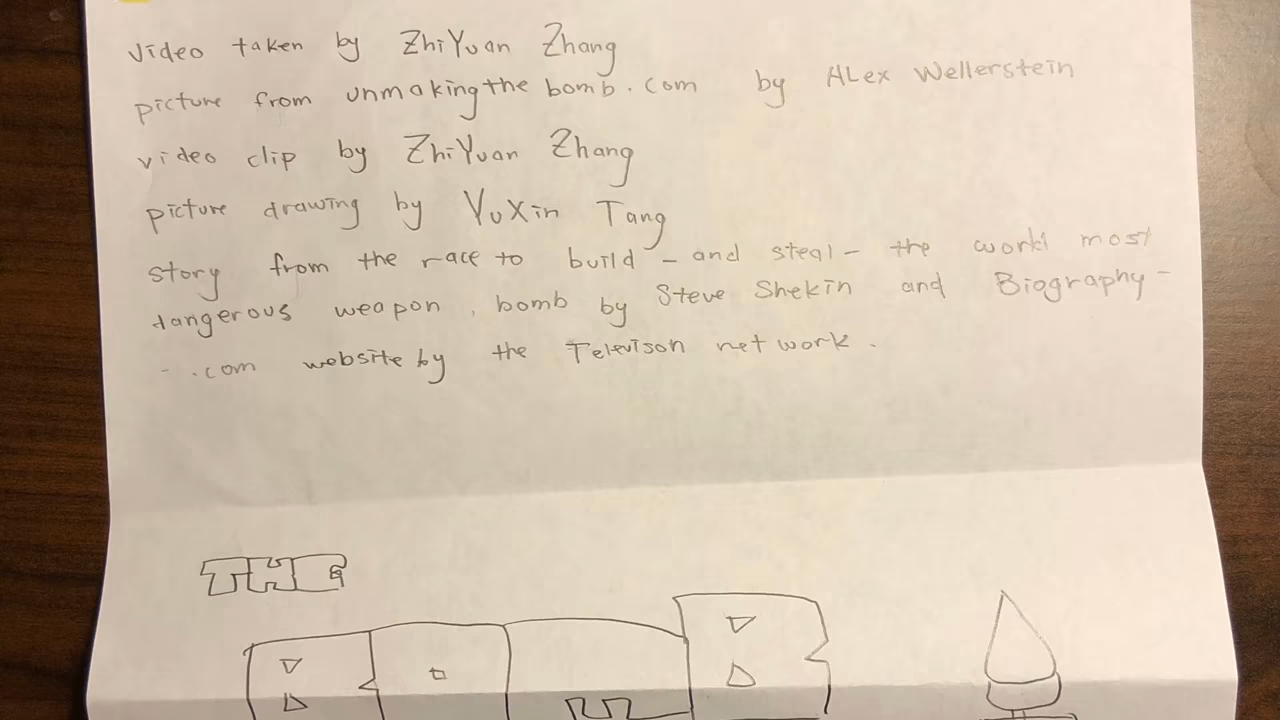 video taken by ZhiYuan Zhang
picture from unmakingthe bomb.com by ALex Wellerstein
video clip by ZhiYuan Zhang
picture drawing by YuXin Tang
story from the race to build - and steal - the world most
dangerous weapon, bomb by Steve Shekin and Biography -
- .com website by the Televison network.
THE
BOMB